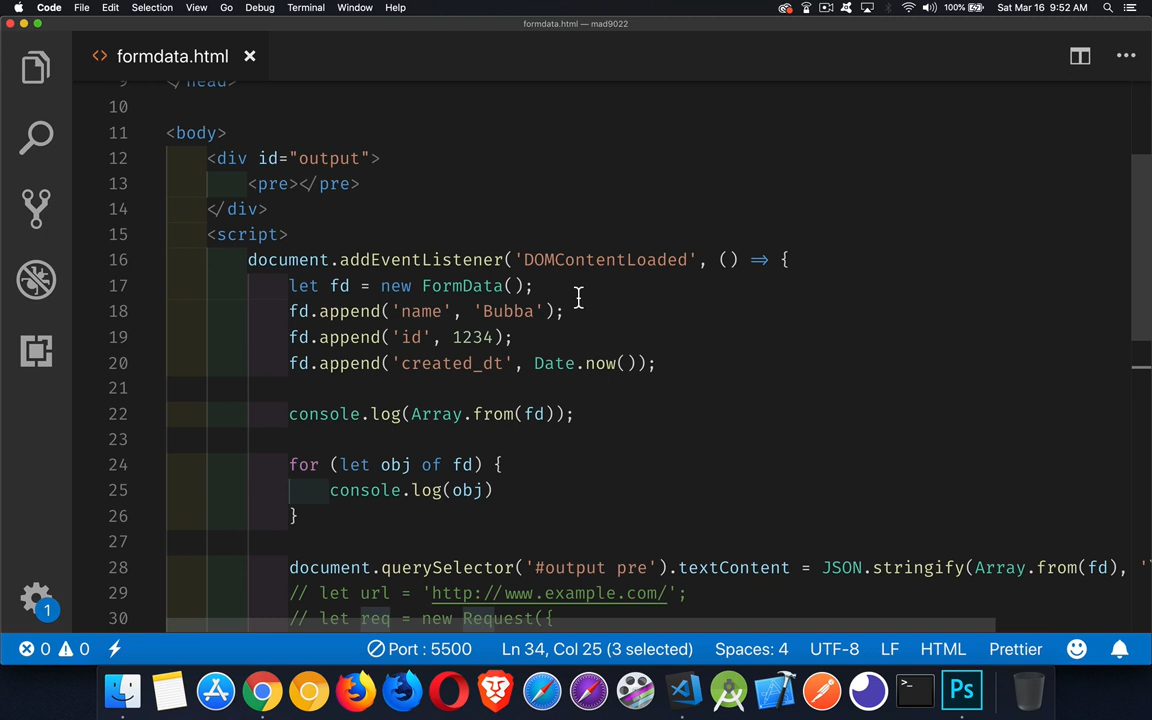 Code File Edit Selection View Go Debug Terminal Window Help 100% Sat Mar 16 9:52 AM
formdata.html — mad9022
<> formdata.html ×
9 </head>
10
11 <body>
12 <div id="output">
13 <pre></pre>
14 </div>
15 <script>
16 document.addEventListener('DOMContentLoaded', () => {
17 let fd = new FormData();
18 fd.append('name', 'Bubba');
19 fd.append('id', 1234);
20 fd.append('created_dt', Date.now());
21
22 console.log(Array.from(fd));
23
24 for (let obj of fd) {
25 console.log(obj)
26 }
27
28 document.querySelector('#output pre').textContent = JSON.stringify(Array.from(fd), '
29 // let url = 'http://www.example.com/';
30 // let req = new Request({
1
0 0 Port : 5500 Ln 34, Col 25 (3 selected) Spaces: 4 UTF-8 LF HTML Prettier
>_ Ps